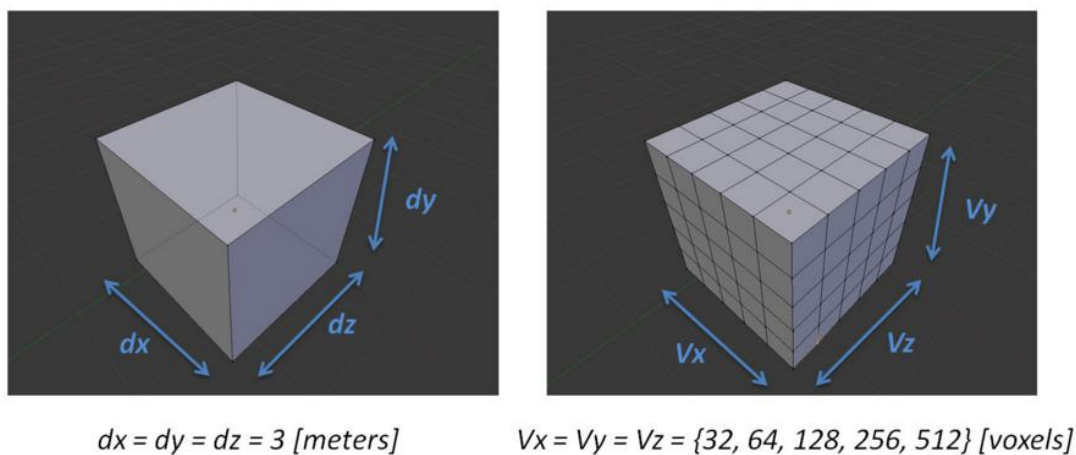 dy
dx
dz
Vy
Vx
Vz
dx = dy = dz = 3 [meters]
Vx = Vy = Vz = {32, 64, 128, 256, 512} [voxels]